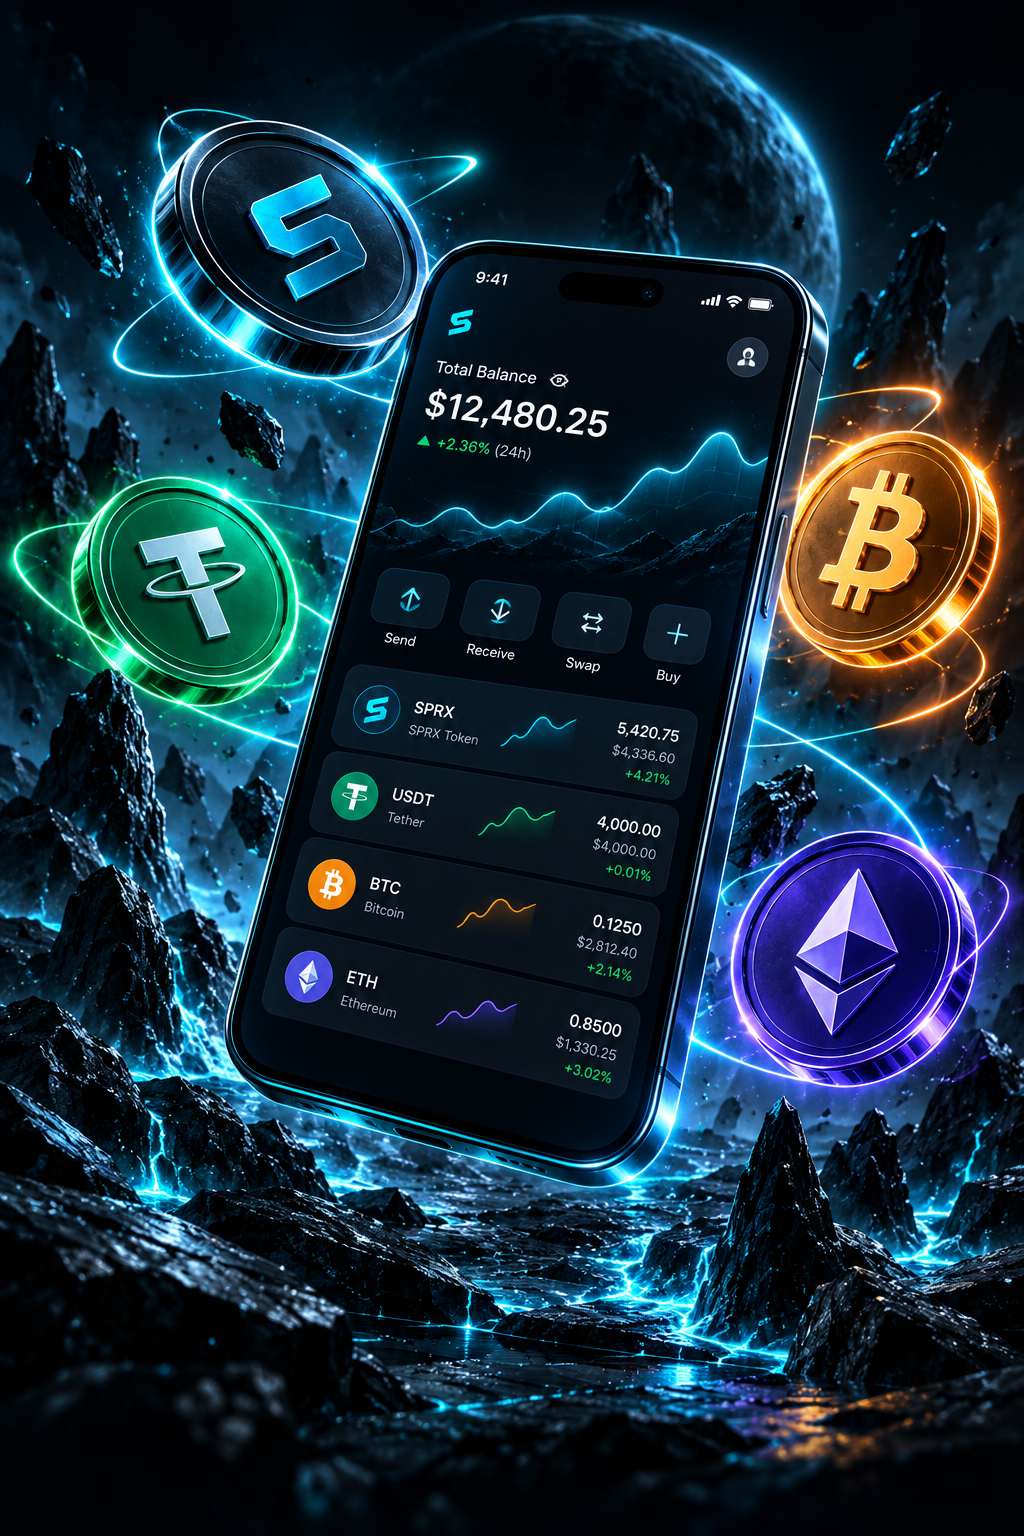 9:41
Total Balance
$12,480.25
+2.36% (24h)
Send
Receive
Swap
Buy
SPRX
SPRX Token
5,420.75
$4,336.60
+4.21%
USDT
Tether
4,000.00
$4,000.00
+0.01%
BTC
Bitcoin
0.1250
$2,812.40
+2.14%
ETH
Ethereum
0.8500
$1,330.25
+3.02%